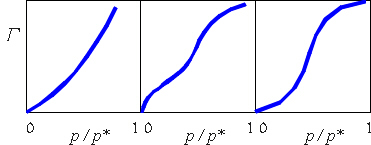 Γ
0 1 0 1 0 1
p/p* p/p* p/p*